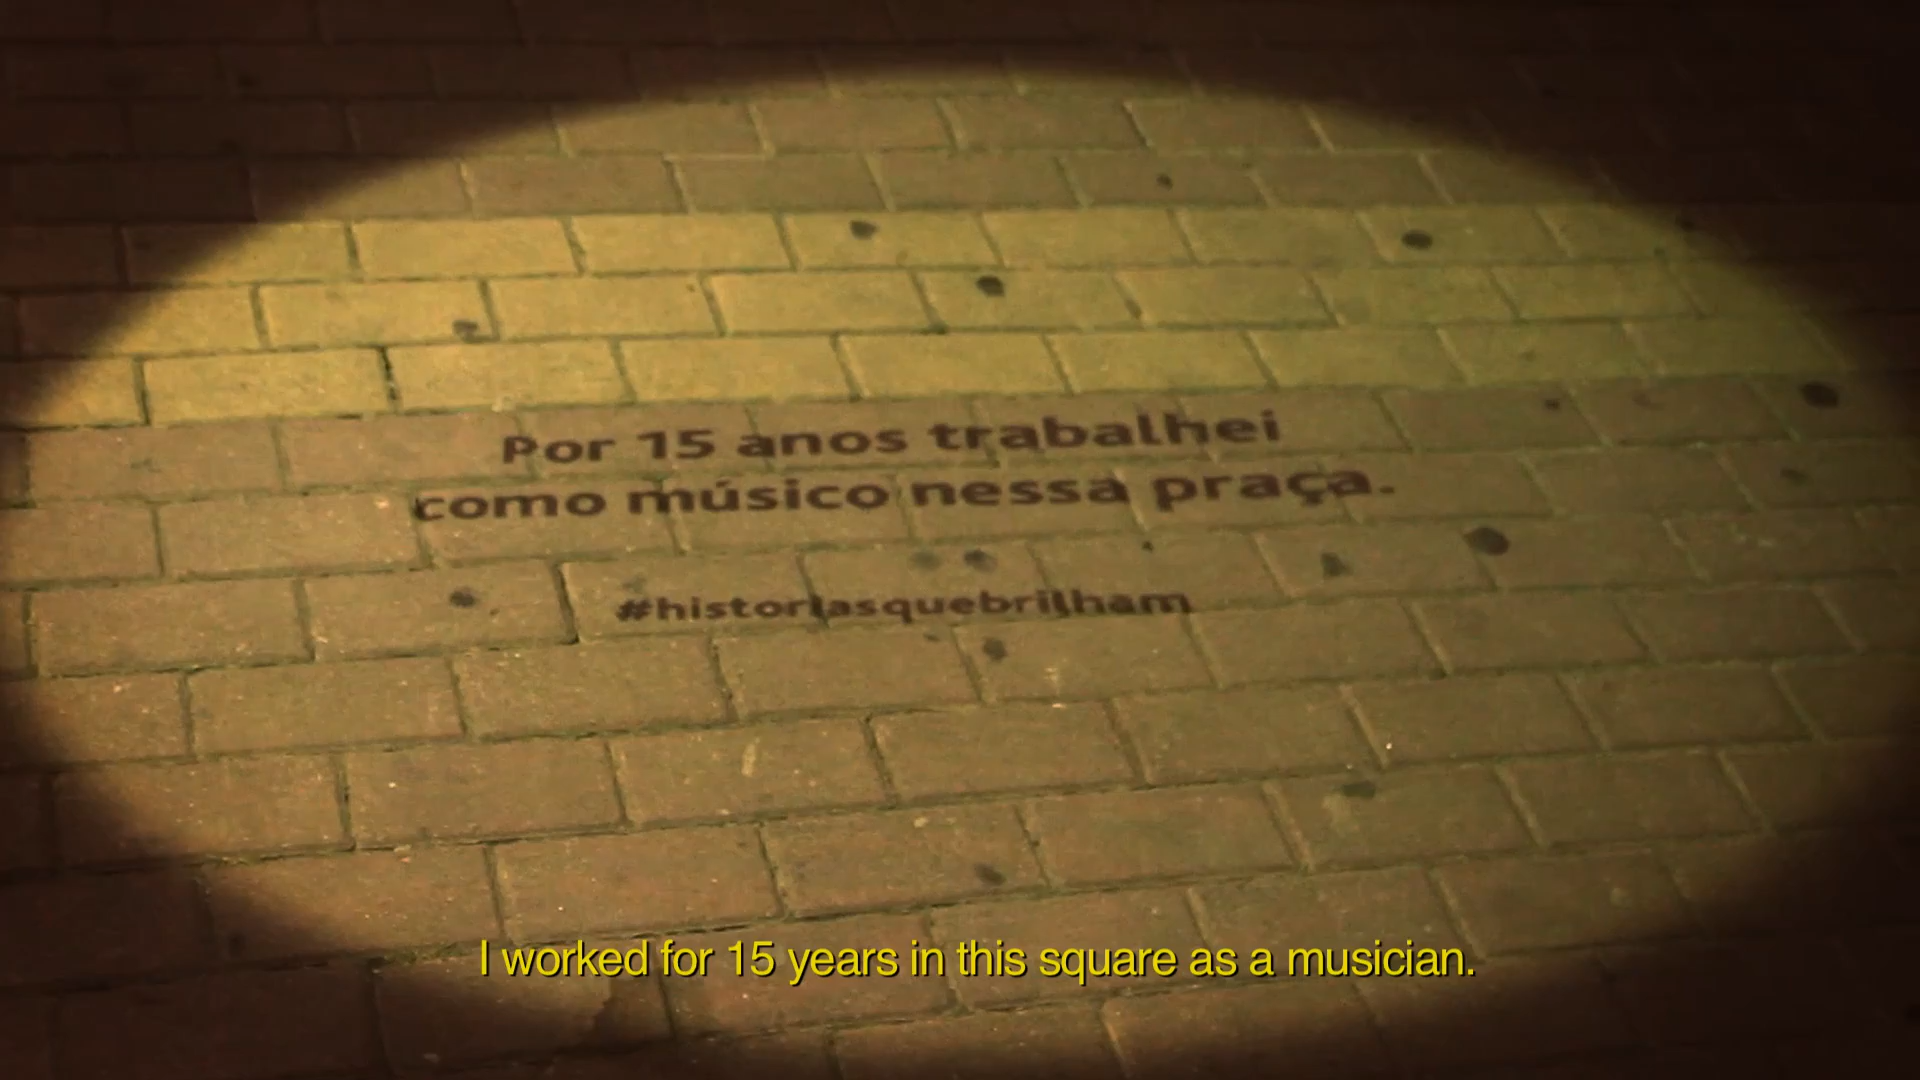 Por 15 anos trabalhei
como músico nessa praça.
#historiasquebrilham
I worked for 15 years in this square as a musician.